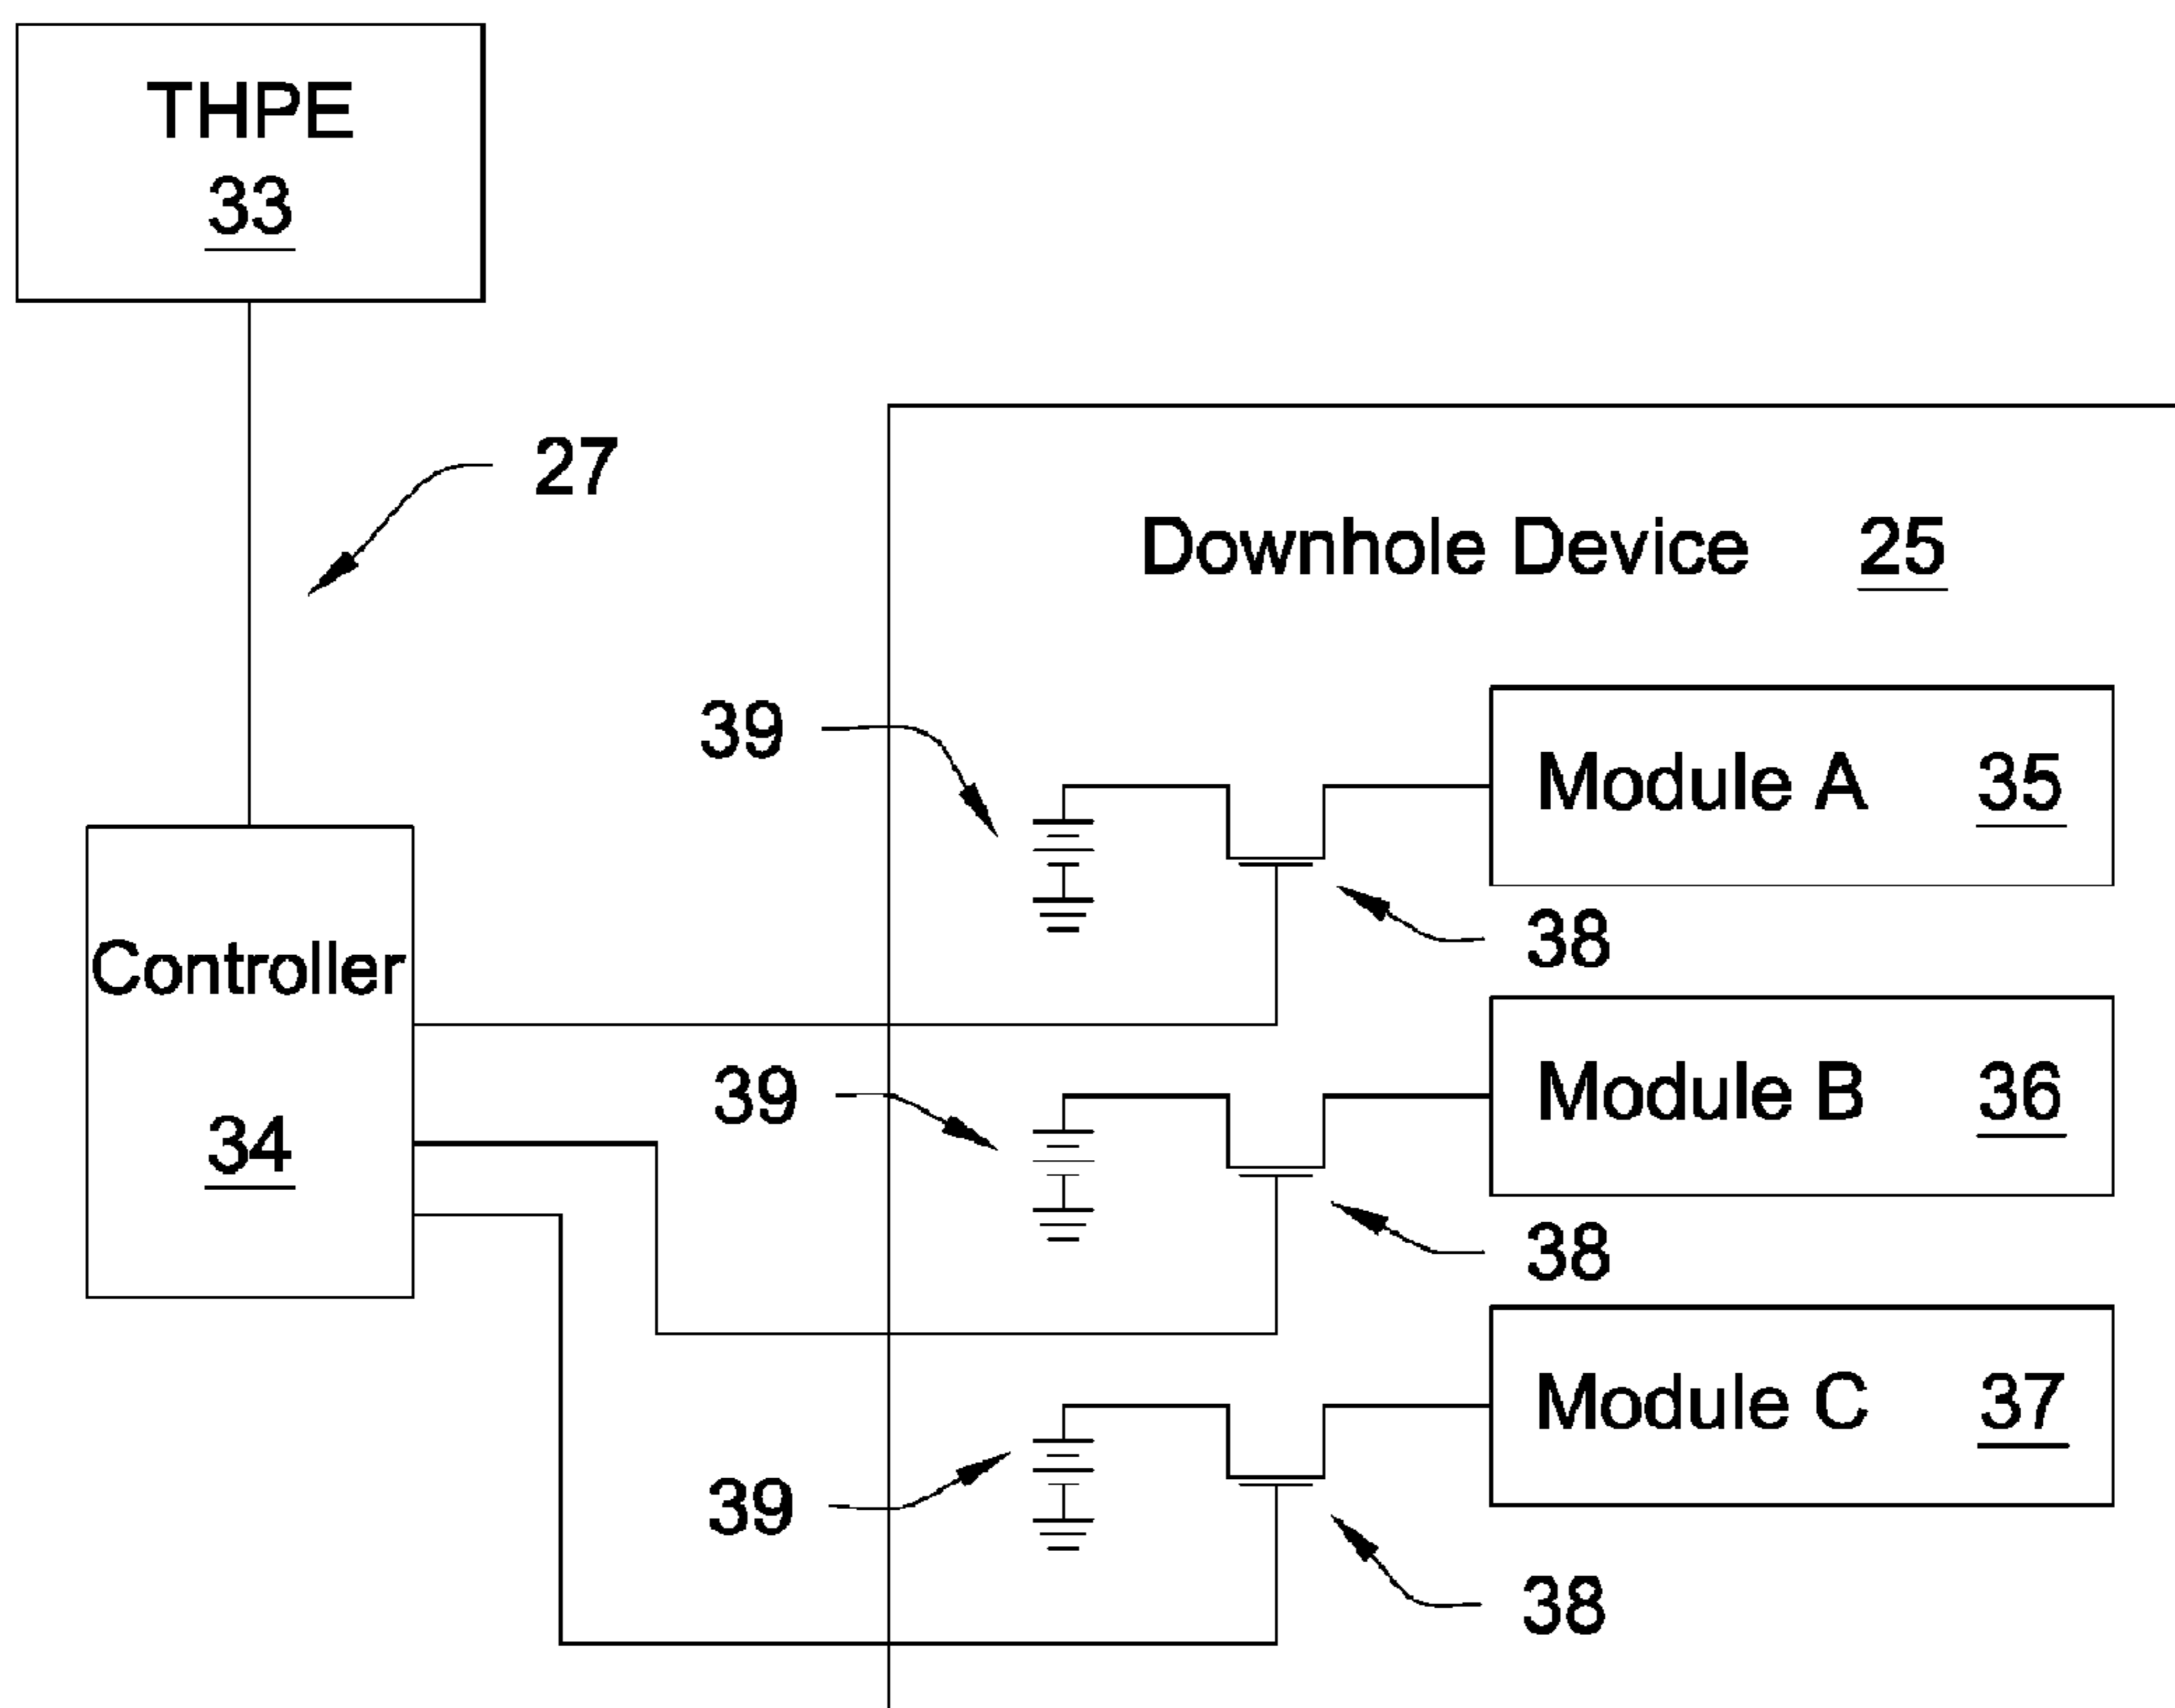 THPE
33
27
Downhole Device 25
39
Module A 35
38
Controller
34
39
Module B 36
38
39
Module C 37
38